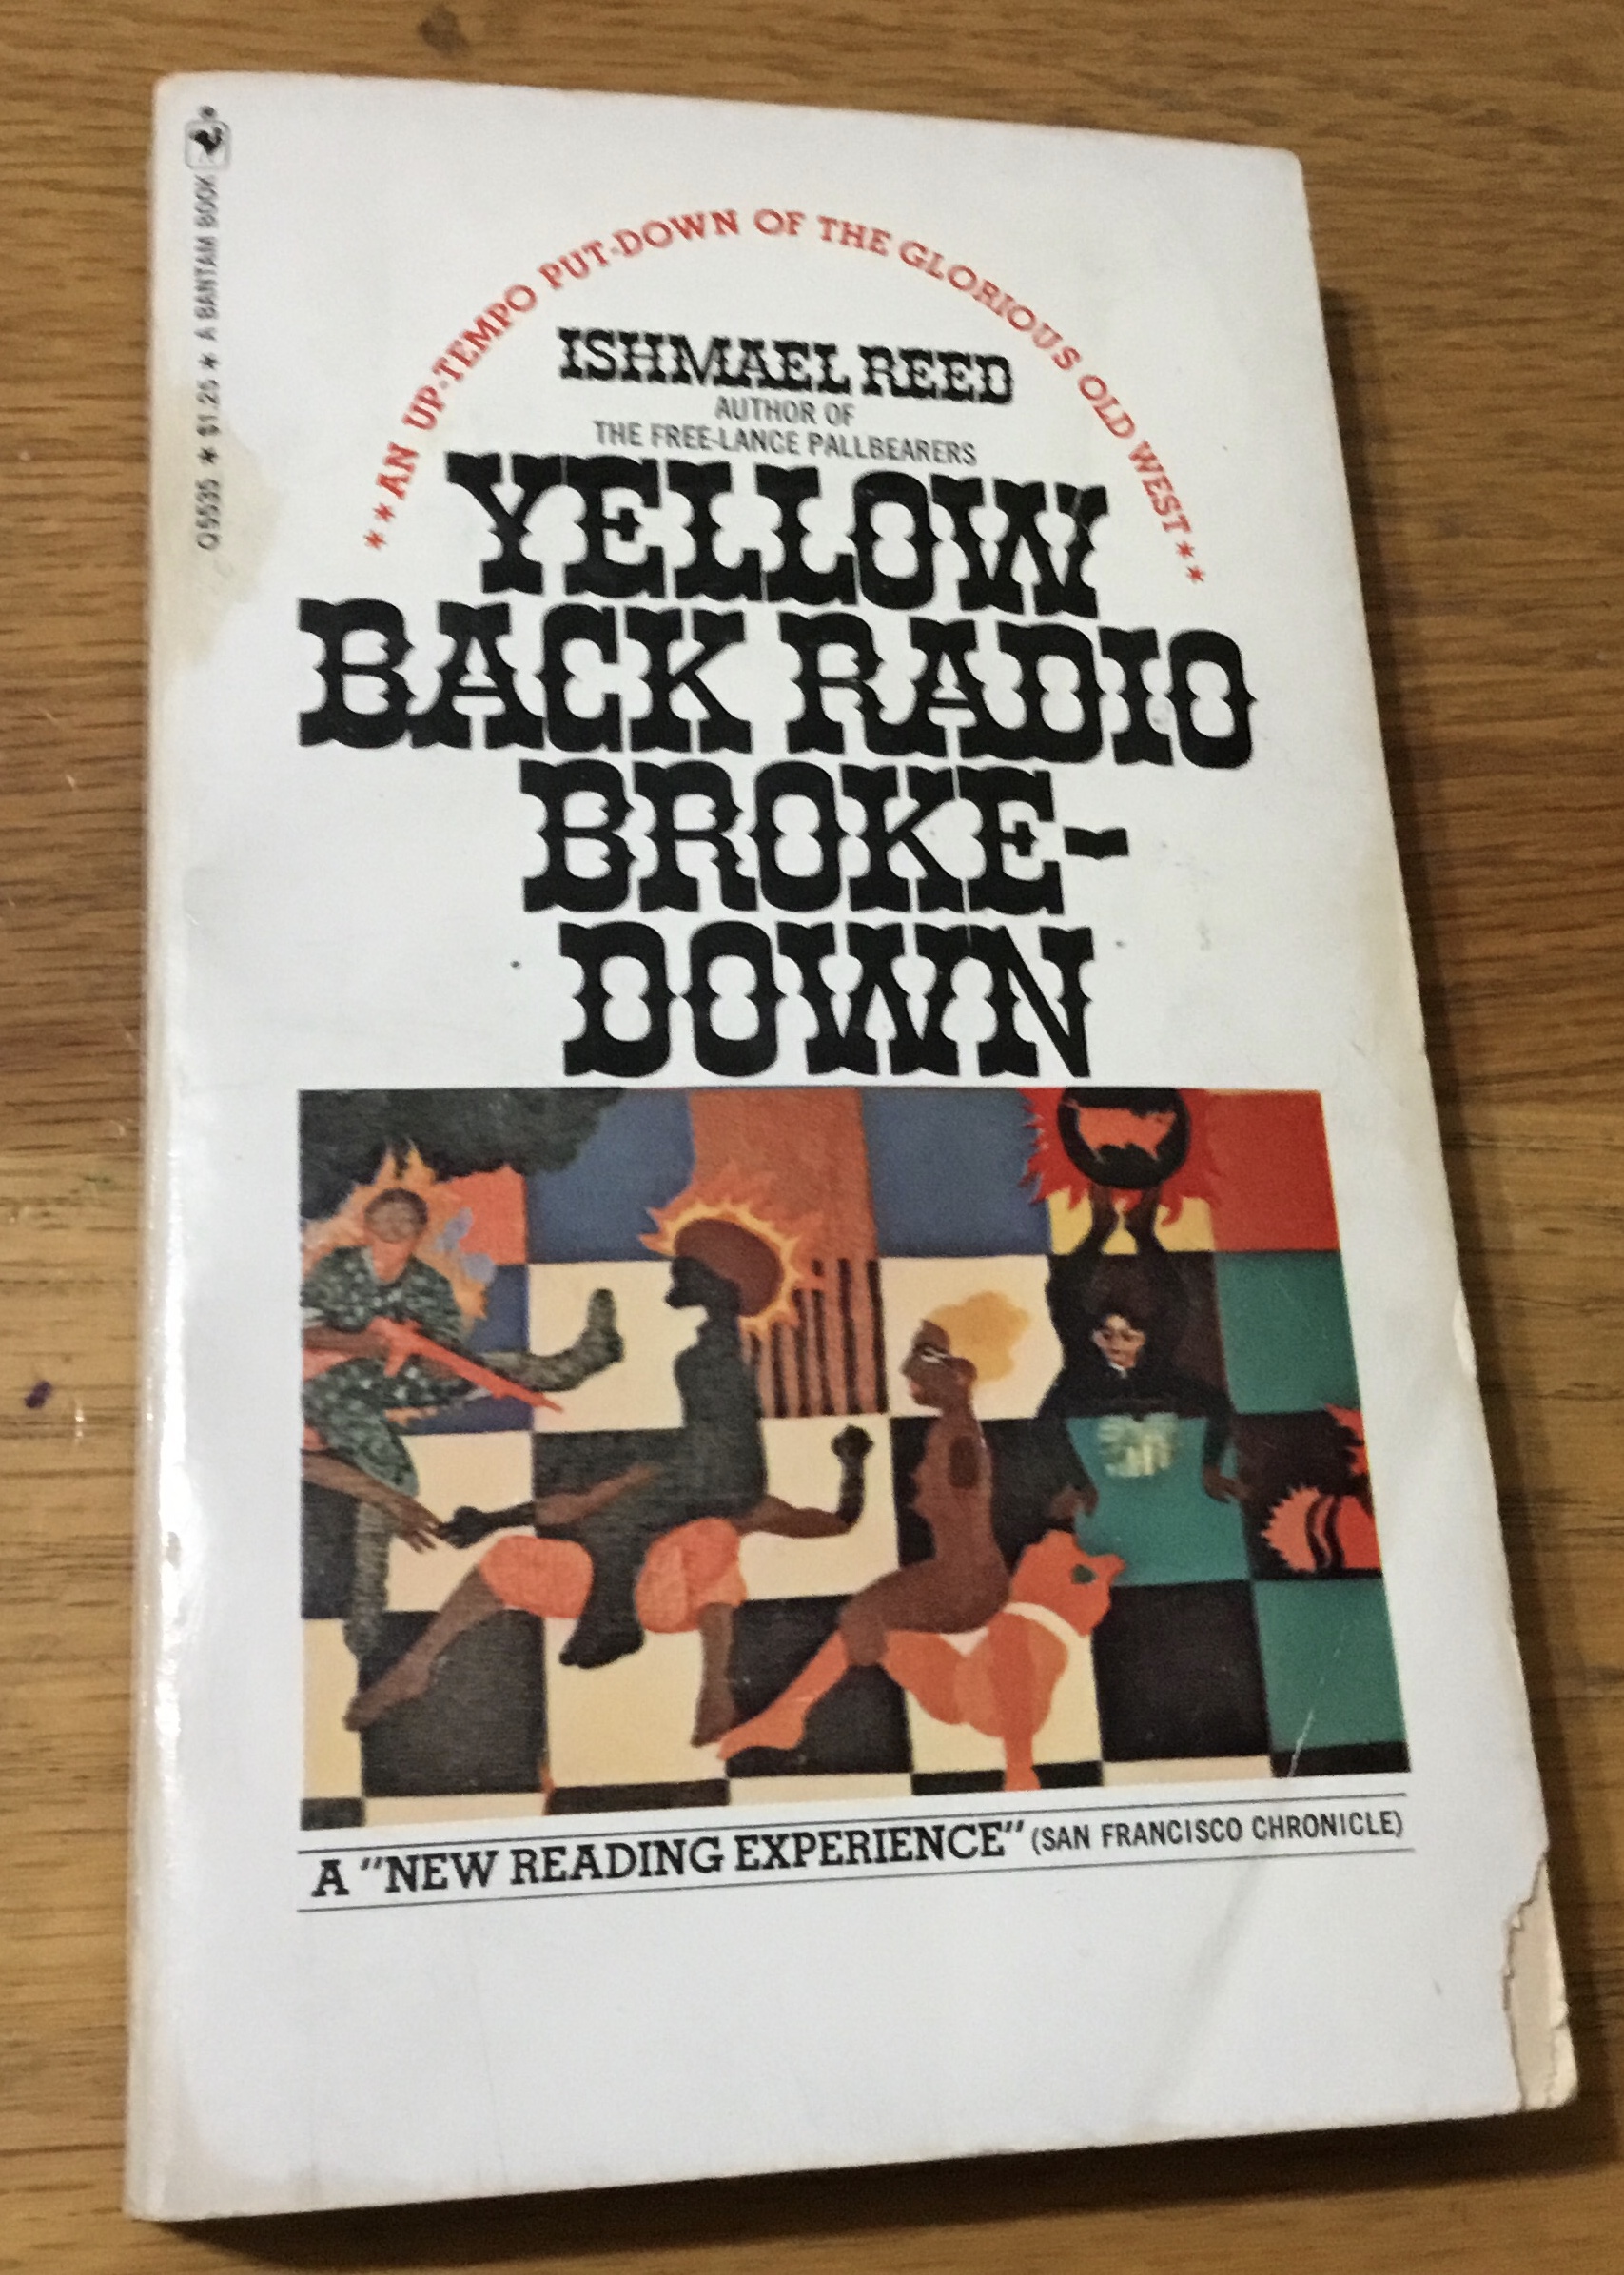 Q5535 * $1.25 * A BANTAM BOOK
**AN UP-TEMPO PUT-DOWN OF THE GLORIOUS OLD WEST**
ISHMAEL REED
AUTHOR OF
THE FREE-LANCE PALLBEARERS
YELLOW
BACK RADIO
BROKE-
DOWN
A "NEW READING EXPERIENCE" (SAN FRANCISCO CHRONICLE)